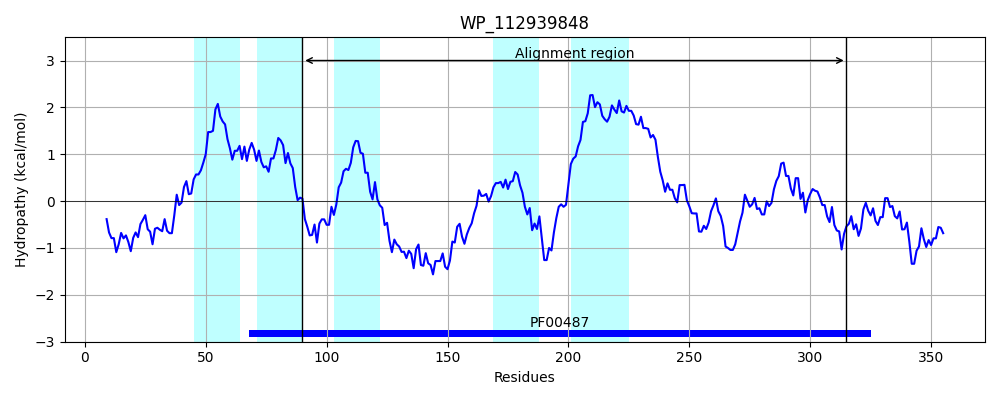 WP_112939848
Alignment region
3
2
1
0
−1
−2
−3
Hydropathy (kcal/mol)
PF00487
0 50 100 150 200 250 300 350
Residues